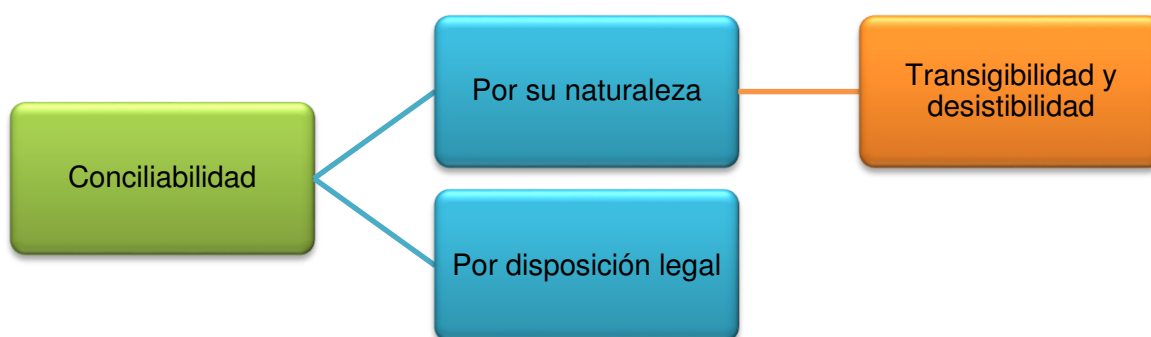 Conciliabilidad
Por su naturaleza
Transigibilidad y
desistibilidad
Por disposición legal